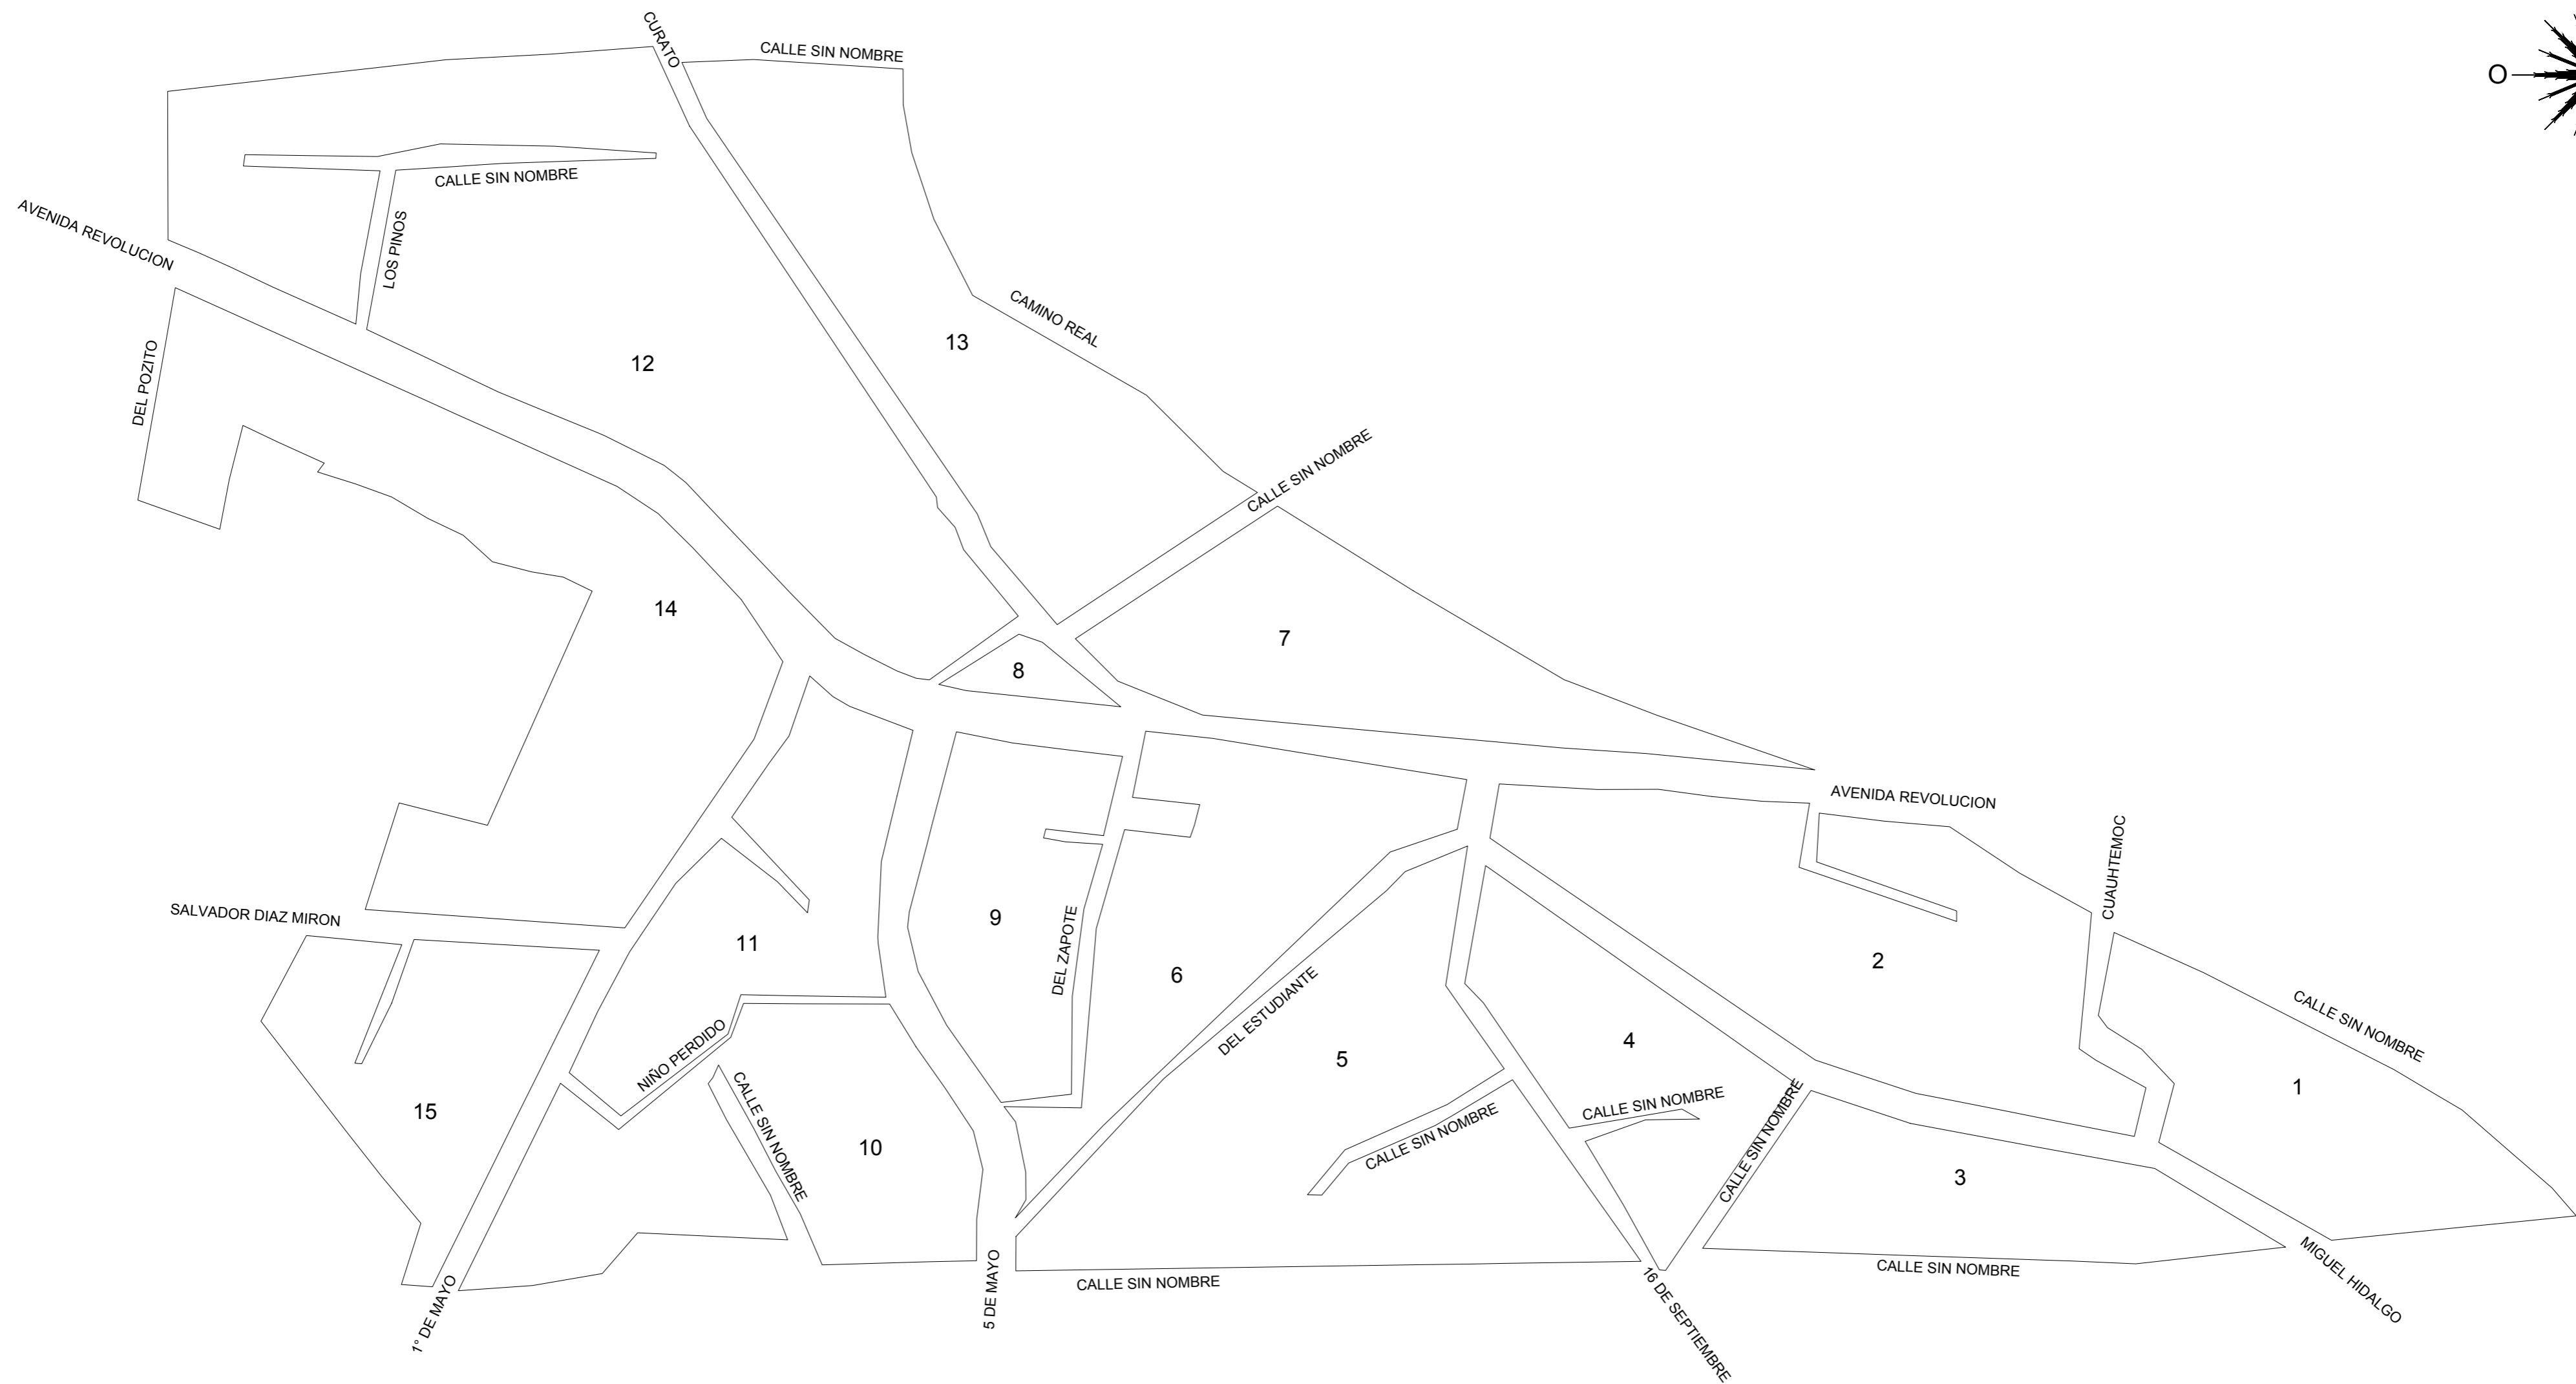 CURATO
CALLE SIN NOMBRE
O
CALLE SIN NOMBRE
AVENIDA REVOLUCION
LOS PINOS
CAMINO REAL
13
DEL POZITO
12
CALLE SIN NOMBRE
14
7
8
AVENIDA REVOLUCION
CUAUHTEMOC
SALVADOR DIAZ MIRON
9
11
DEL ZAPOTE
6
2
DEL ESTUDIANTE
CALLE SIN NOMBRE
4
NIÑO PERDIDO
5
1
15
CALLE SIN NOMBRE
CALLE SIN NOMBRE
CALLE SIN NOMBRE
CALLE SIN NOMBRE
10
3
CALLE SIN NOMBRE
CALLE SIN NOMBRE
MIGUEL HIDALGO
1° DE MAYO
5 DE MAYO
16 DE SEPTIEMBRE